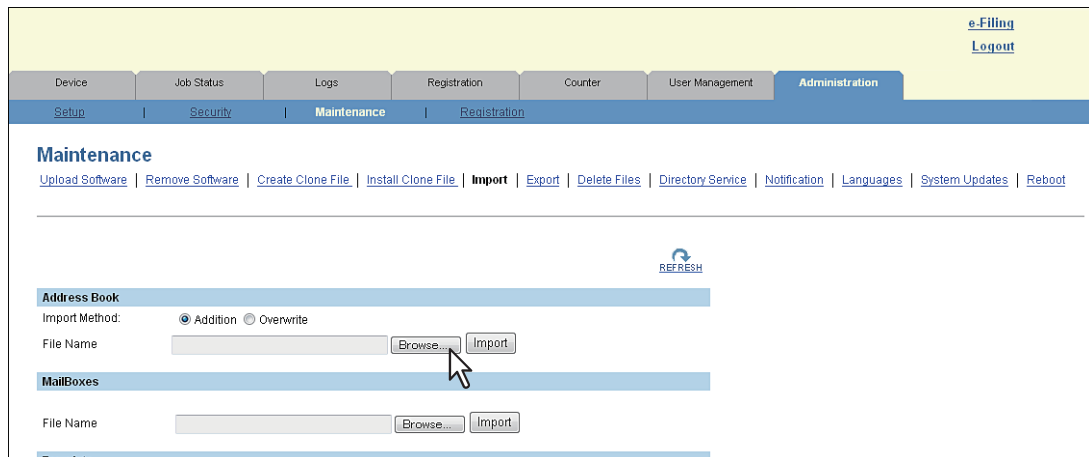 e-Filing
Logout
Device Job Status Logs Registration Counter User Management Administration
Setup | Security | Maintenance | Registration
Maintenance
Upload Software | Remove Software | Create Clone File | Install Clone File | Import | Export | Delete Files | Directory Service | Notification | Languages | System Updates | Reboot
REFRESH
Address Book
Import Method: Addition Overwrite
File Name Browse... Import
MailBoxes
File Name Browse... Import